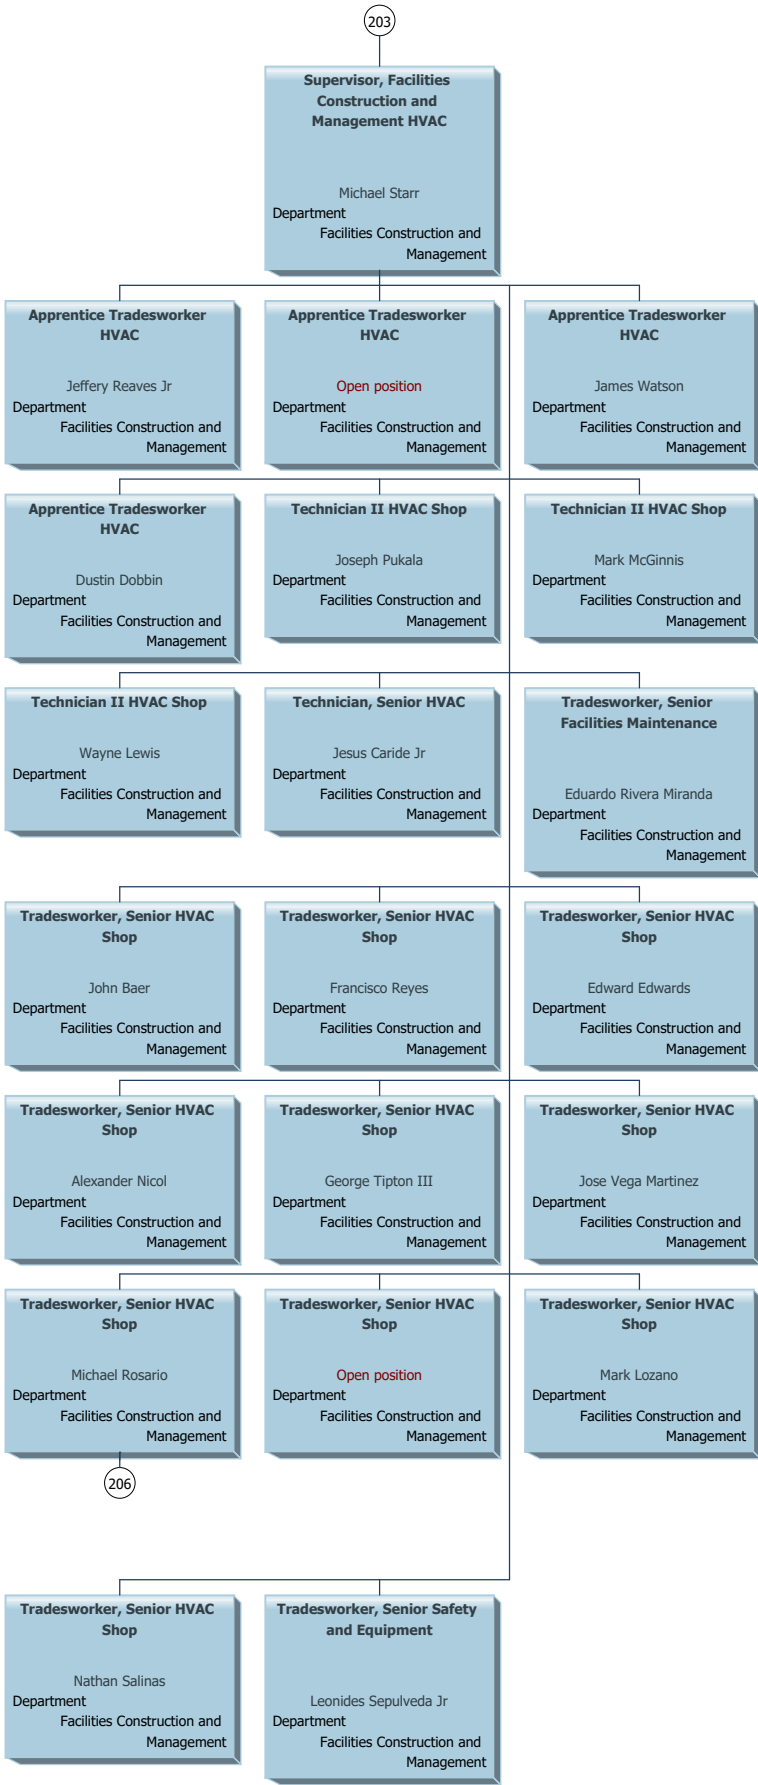 203
Supervisor, Facilities
Construction and
Management HVAC
Michael Starr
Department
Facilities Construction and
Management
Apprentice Tradesworker
HVAC
Jeffery Reaves Jr
Department
Facilities Construction and
Management
Apprentice Tradesworker
HVAC
Open position
Department
Facilities Construction and
Management
Apprentice Tradesworker
HVAC
James Watson
Department
Facilities Construction and
Management
Apprentice Tradesworker
HVAC
Dustin Dobbin
Department
Facilities Construction and
Management
Technician II HVAC Shop
Joseph Pukala
Department
Facilities Construction and
Management
Technician II HVAC Shop
Mark McGinnis
Department
Facilities Construction and
Management
Technician II HVAC Shop
Wayne Lewis
Department
Facilities Construction and
Management
Technician, Senior HVAC
Jesus Caride Jr
Department
Facilities Construction and
Management
Tradesworker, Senior
Facilities Maintenance
Eduardo Rivera Miranda
Department
Facilities Construction and
Management
Tradesworker, Senior HVAC
Shop
John Baer
Department
Facilities Construction and
Management
Tradesworker, Senior HVAC
Shop
Francisco Reyes
Department
Facilities Construction and
Management
Tradesworker, Senior HVAC
Shop
Edward Edwards
Department
Facilities Construction and
Management
Tradesworker, Senior HVAC
Shop
Alexander Nicol
Department
Facilities Construction and
Management
Tradesworker, Senior HVAC
Shop
George Tipton III
Department
Facilities Construction and
Management
Tradesworker, Senior HVAC
Shop
Jose Vega Martinez
Department
Facilities Construction and
Management
Tradesworker, Senior HVAC
Shop
Michael Rosario
Department
Facilities Construction and
Management
206
Tradesworker, Senior HVAC
Shop
Open position
Department
Facilities Construction and
Management
Tradesworker, Senior HVAC
Shop
Mark Lozano
Department
Facilities Construction and
Management
Tradesworker, Senior HVAC
Shop
Nathan Salinas
Department
Facilities Construction and
Management
Tradesworker, Senior Safety
and Equipment
Leonides Sepulveda Jr
Department
Facilities Construction and
Management